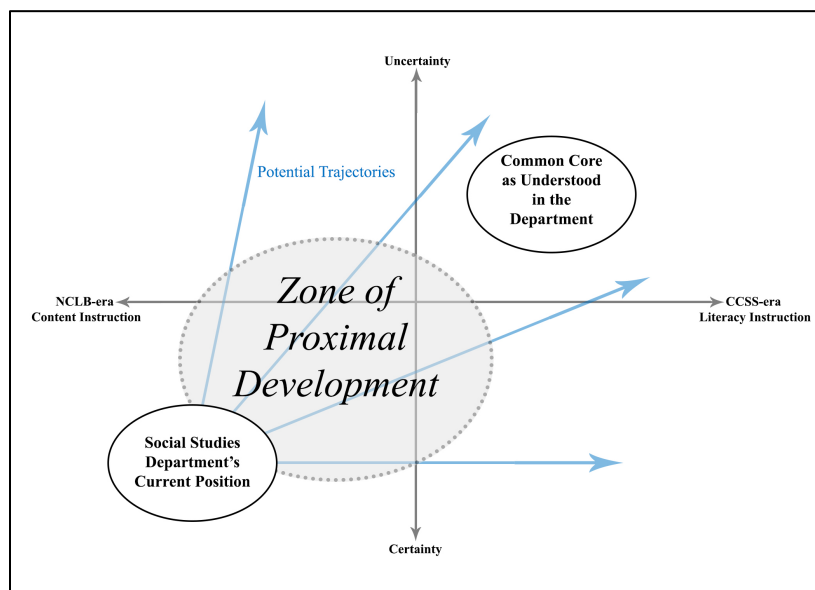 Uncertainty
Potential Trajectories
Common Core
as Understood
in the
Department
Zone of
Proximal
Development
NCLB-era
Content Instruction
CCSS-era
Literacy Instruction
Social Studies
Department's
Current Position
Certainty